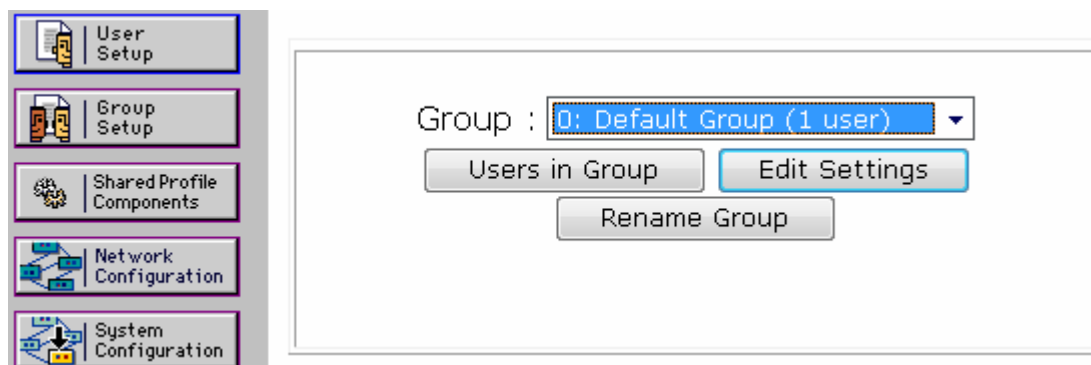 User
Setup
Group
Setup
Shared Profile
Components
Network
Configuration
System
Configuration
Group : 0: Default Group (1 user)
Users in Group Edit Settings
Rename Group